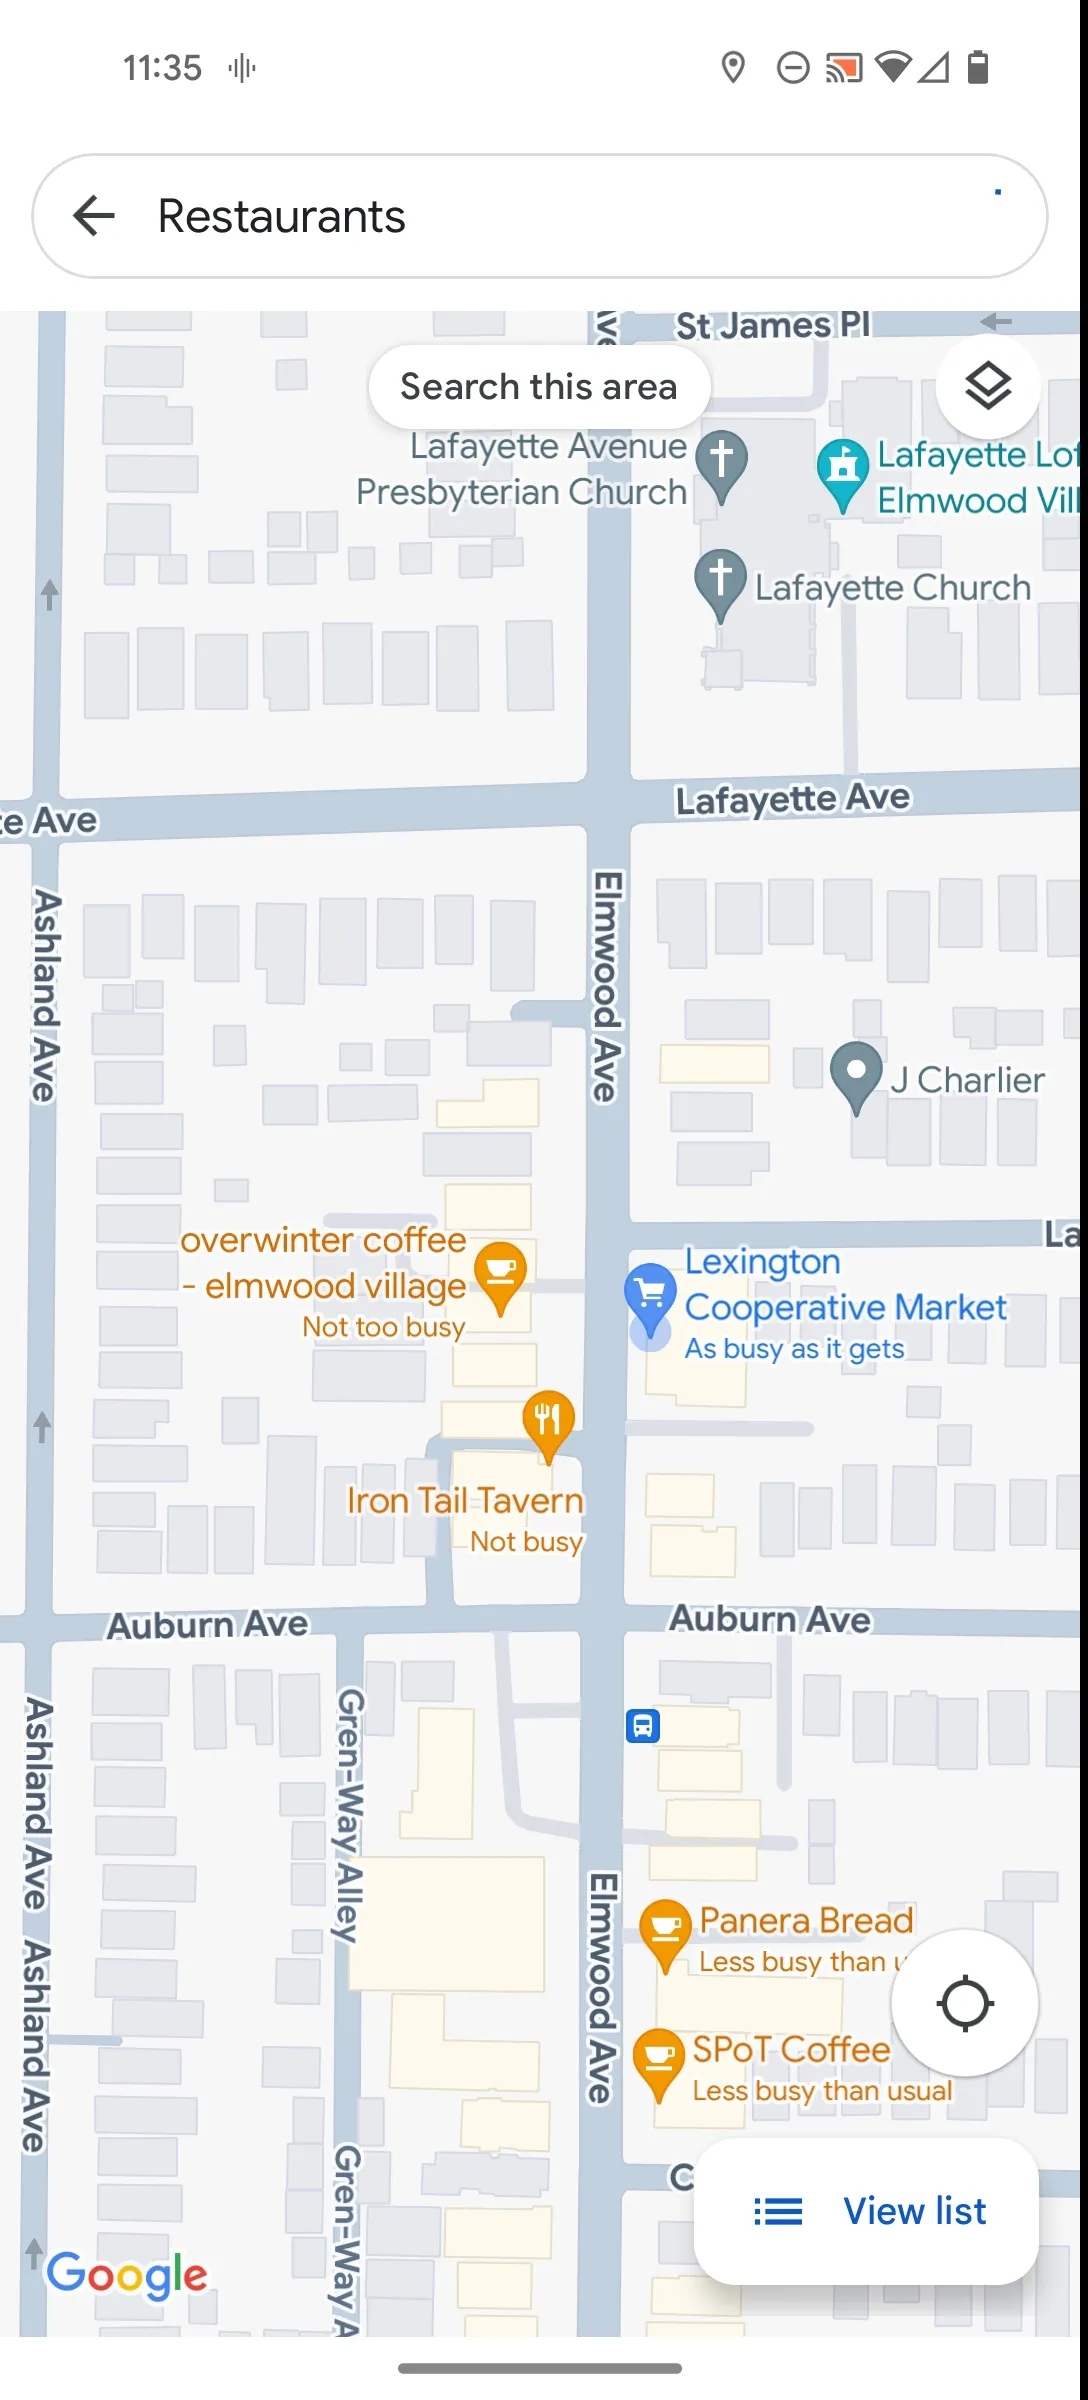 11:35
Restaurants
St James Pl
Search this area
Lafayette Avenue
Presbyterian Church
Lafayette Lof
Elmwood Vill
Lafayette Church
Lafayette Ave
te Ave
Ashland Ave
Elmwood Ave
J Charlier
La
overwinter coffee
- elmwood village
Not too busy
Lexington
Cooperative Market
As busy as it gets
Iron Tail Tavern
Not busy
Auburn Ave
Auburn Ave
Ashland Ave
Gren-Way Alley
Elmwood Ave
Ashland Ave
Panera Bread
Less busy than u
SPoT Coffee
Less busy than usual
C
Gren-Way A
View list
Google